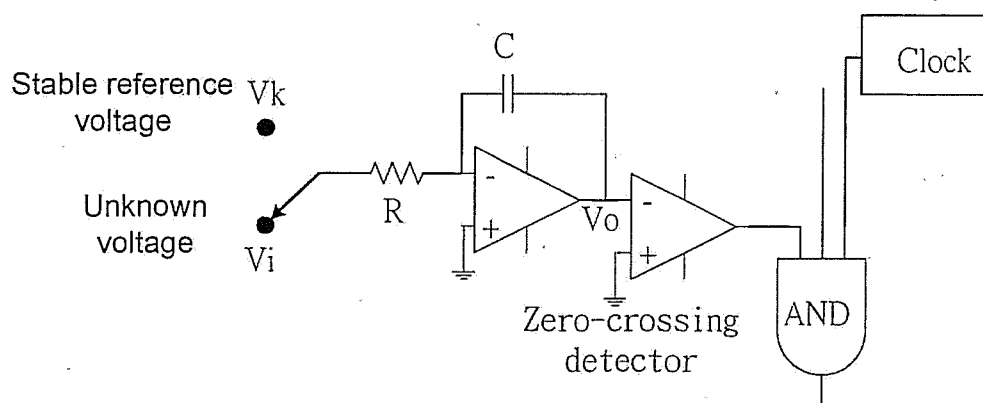 Stable reference
voltage
Vk
Unknown
voltage
Vi
R
C
-
+
Vo
-
+
Zero-crossing
detector
AND
Clock